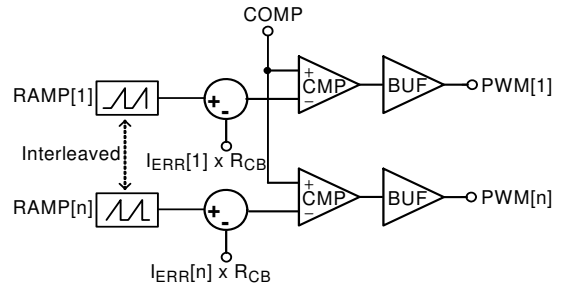 COMP
RAMP[1]
+
-
+
CMP
−
BUF
PWM[1]
Interleaved
I_ERR[1] x R_CB
RAMP[n]
+
-
+
CMP
−
BUF
PWM[n]
I_ERR[n] x R_CB